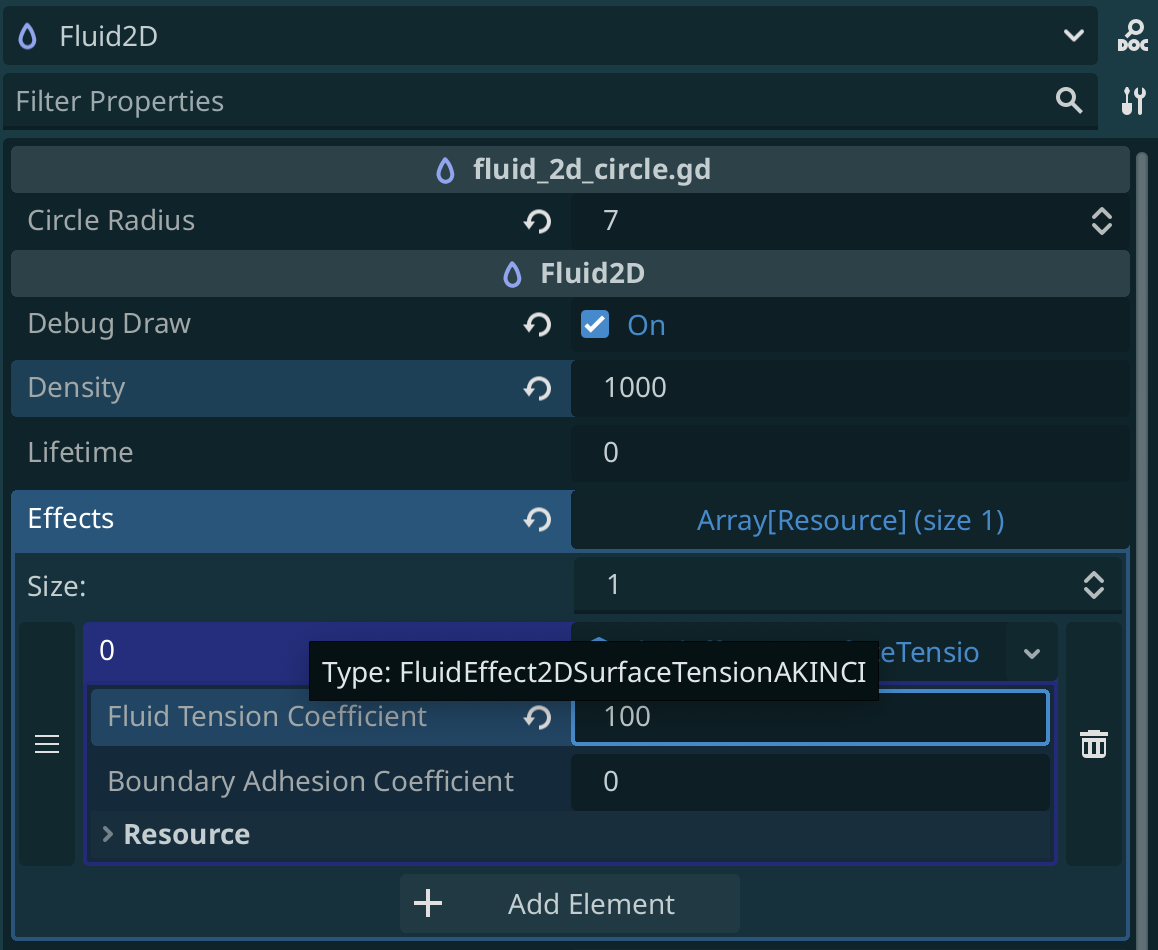 Fluid2D
DOC
Filter Properties
fluid_2d_circle.gd
Circle Radius 7
Fluid2D
Debug Draw On
Density 1000
Lifetime 0
Effects Array[Resource] (size 1)
Size: 1
0 eTensio
Type: FluidEffect2DSurfaceTensionAKINCI
Fluid Tension Coefficient 100
Boundary Adhesion Coefficient 0
Resource
Add Element